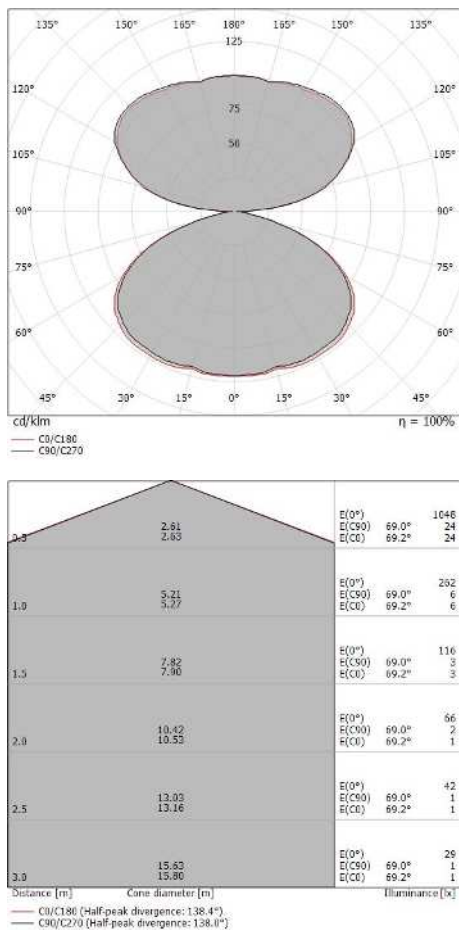 135° 150° 165° 180° 165° 150° 135°
125
120° 120°
75
105° 50 105°
90° 90°
75° 75°
60° 60°
45° 30° 15° 0° 15° 30° 45°
cd/klm η = 100%
C0/C180
C90/C270
0.5 2.61 E(0°) 1048
2.63 E(C90) 69.0° 24
E(C0) 69.2° 24
1.0 5.21 E(0°) 262
5.27 E(C90) 69.0° 6
E(C0) 69.2° 6
1.5 7.82 E(0°) 116
7.90 E(C90) 69.0° 3
E(C0) 69.2° 3
2.0 10.42 E(0°) 66
10.53 E(C90) 69.0° 2
E(C0) 69.2° 1
2.5 13.03 E(0°) 42
13.16 E(C90) 69.0° 1
E(C0) 69.2° 1
3.0 15.63 E(0°) 29
15.80 E(C90) 69.0° 1
E(C0) 69.2° 1
Distance [m] Cone diameter [m] Illuminance [lx]
C0/C180 (Half-peak divergence: 138.4°)
C90/C270 (Half-peak divergence: 138.0°)